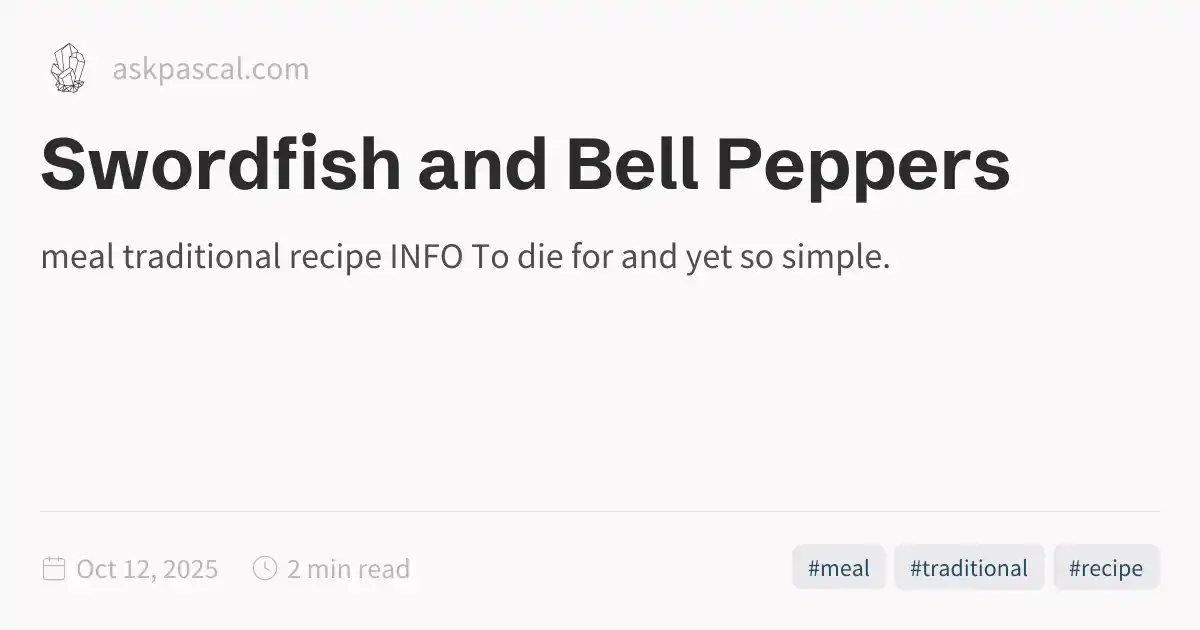 askpascal.com
Swordfish and Bell Peppers
meal traditional recipe INFO To die for and yet so simple.
Oct 12, 2025 2 min read #meal #traditional #recipe